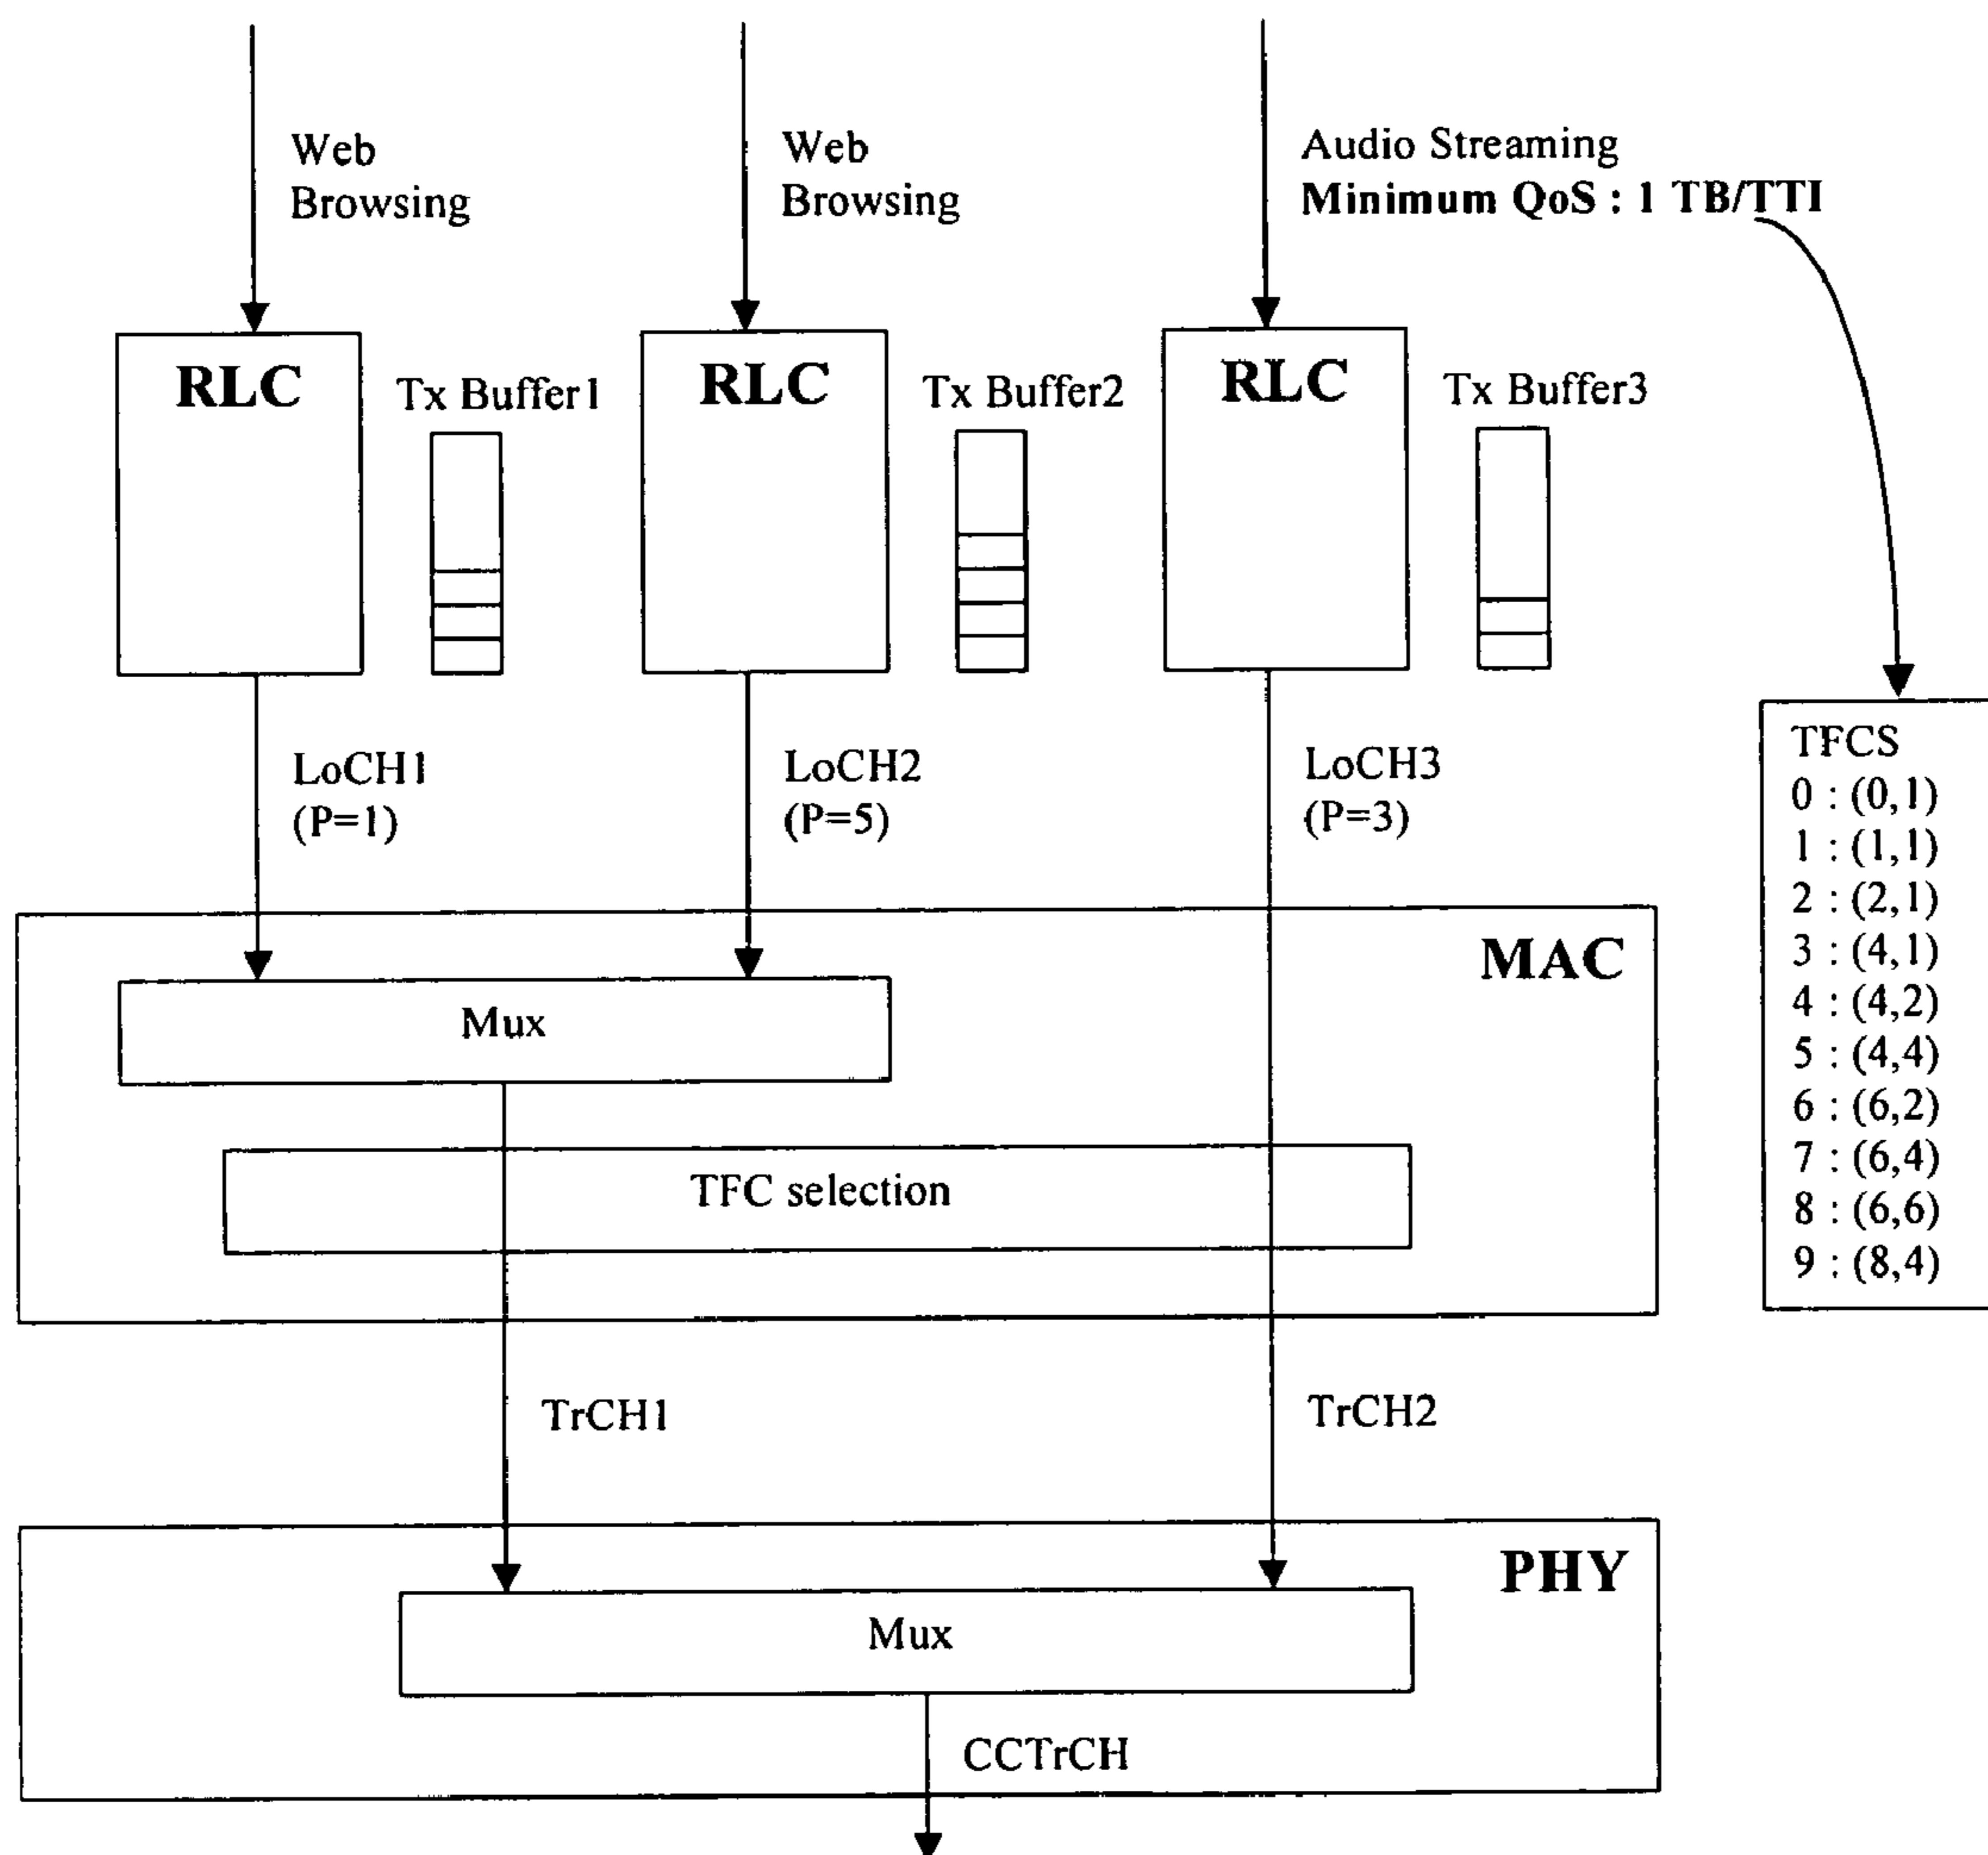 Web
Browsing
Web
Browsing
Audio Streaming
Minimum QoS : 1 TB/TTI
RLC
Tx Buffer1
RLC
Tx Buffer2
RLC
Tx Buffer3
LoCH1
(P=1)
LoCH2
(P=5)
LoCH3
(P=3)
TFCS
0 : (0,1)
1 : (1,1)
2 : (2,1)
3 : (4,1)
4 : (4,2)
5 : (4,4)
6 : (6,2)
7 : (6,4)
8 : (6,6)
9 : (8,4)
MAC
Mux
TFC selection
TrCH1
TrCH2
PHY
Mux
CCTrCH